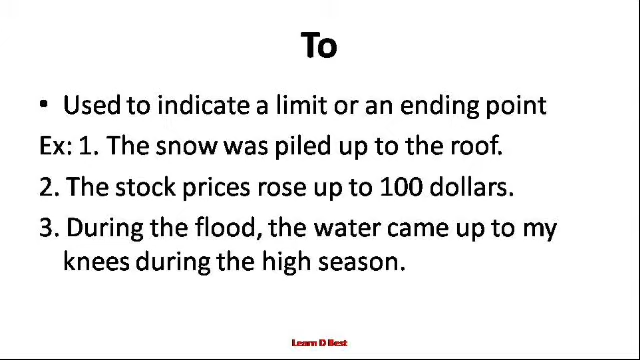 To
• Used to indicate a limit or an ending point
Ex: 1. The snow was piled up to the roof.
2. The stock prices rose up to 100 dollars.
3. During the flood, the water came up to my
knees during the high season.
Learn D Best